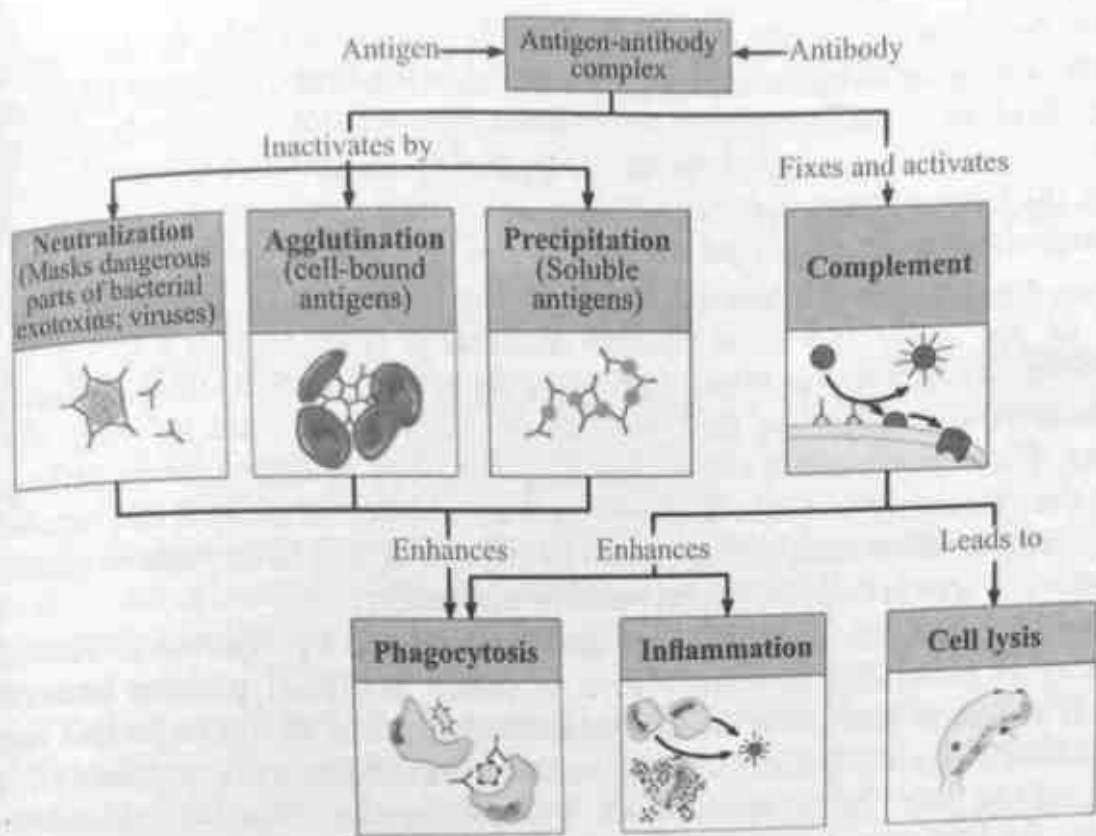 Antigen
Antigen-antibody
complex
Antibody
Inactivates by
Fixes and activates
Neutralization
(Masks dangerous
parts of bacterial
exotoxins; viruses)
Agglutination
(cell-bound
antigens)
Precipitation
(Soluble
antigens)
Complement
Enhances
Enhances
Leads to
Phagocytosis
Inflammation
Cell lysis